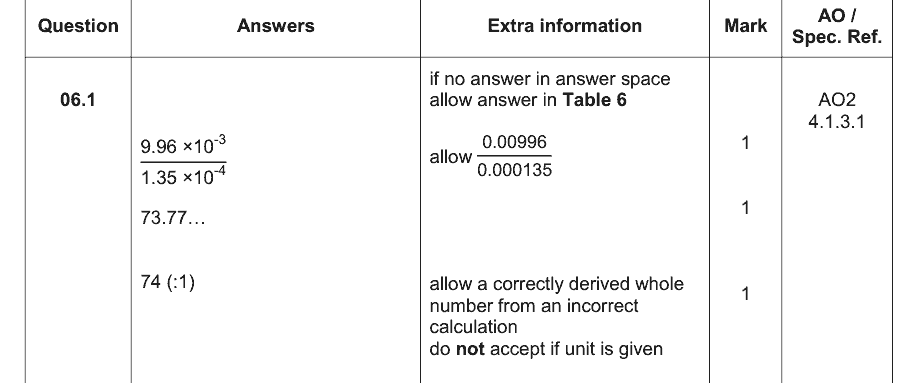 Question Answers Extra information Mark AO /
Spec. Ref.
if no answer in answer space
06.1 allow answer in Table 6 AO2
4.1.3.1
9.96 ×10⁻³ 0.00996 1
1.35 ×10⁻⁴ allow 0.000135
73.77… 1
74 (:1) allow a correctly derived whole 1
number from an incorrect
calculation
do not accept if unit is given